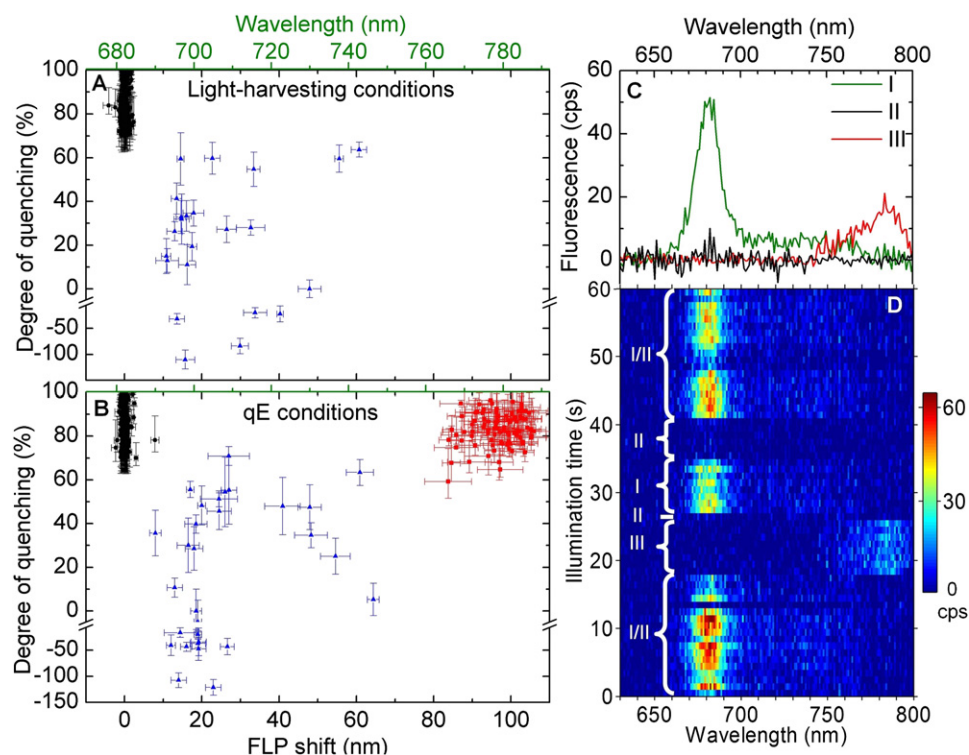 Wavelength (nm)
680 700 720 740 760 780
A
Light-harvesting conditions
Degree of quenching (%)
100
80
60
40
20
0
-50
-100
B
qE conditions
Degree of quenching (%)
100
80
60
40
20
0
-50
-100
-150
0 20 40 60 80 100
FLP shift (nm)
Wavelength (nm)
650 700 750 800
C
I
II
III
Fluorescence (cps)
60
40
20
0
D
Illumination time (s)
60
50
40
30
20
10
0
I/II
II
I
II
III
I/II
650 700 750 800
Wavelength (nm)
60
40
20
0
cps